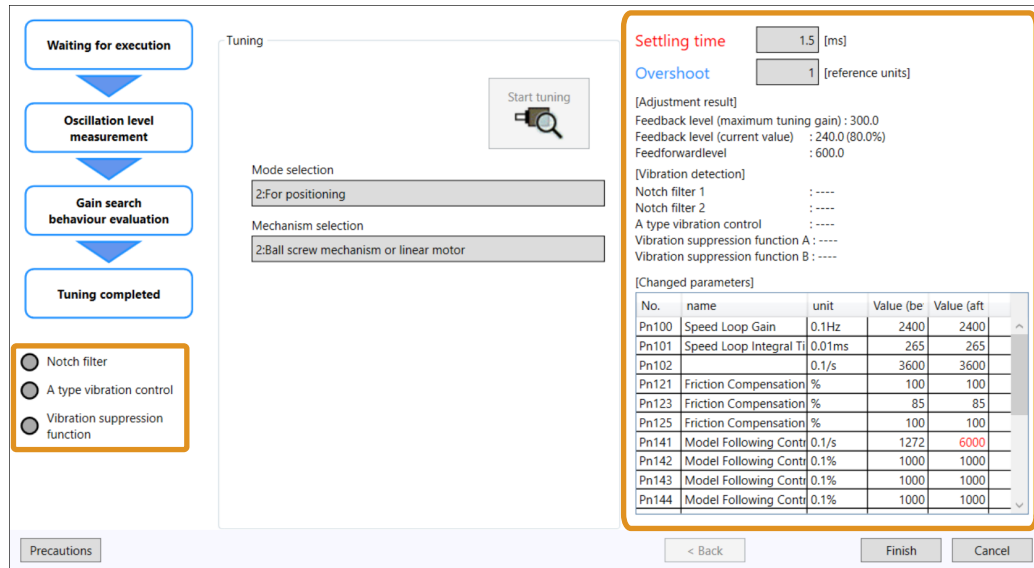 Waiting for execution
Oscillation level
measurement
Gain search
behaviour evaluation
Tuning completed
Notch filter
A type vibration control
Vibration suppression
function
Tuning
Start tuning
Mode selection
2:For positioning
Mechanism selection
2:Ball screw mechanism or linear motor
Settling time 1.5 [ms]
Overshoot 1 [reference units]
[Adjustment result]
Feedback level (maximum tuning gain) : 300.0
Feedback level (current value) : 240.0 (80.0%)
Feedforwardlevel : 600.0
[Vibration detection]
Notch filter 1 : ----
Notch filter 2 : ----
A type vibration control : ----
Vibration suppression function A : ----
Vibration suppression function B : ----
[Changed parameters]
No. name unit Value (be Value (aft
Pn100 Speed Loop Gain 0.1Hz 2400 2400
Pn101 Speed Loop Integral Ti 0.01ms 265 265
Pn102 0.1/s 3600 3600
Pn121 Friction Compensation % 100 100
Pn123 Friction Compensation % 85 85
Pn125 Friction Compensation % 100 100
Pn141 Model Following Contr 0.1/s 1272 6000
Pn142 Model Following Contr 0.1% 1000 1000
Pn143 Model Following Contr 0.1% 1000 1000
Pn144 Model Following Contr 0.1% 1000 1000
Precautions
< Back
Finish
Cancel